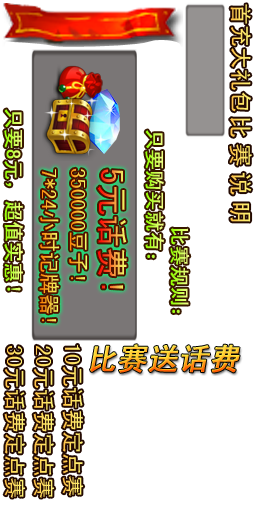 首充大礼包比赛说明
比赛规则：
只要购买就有：
5元话费！
350000豆子！
7*24小时记牌器！
只要8元，超值实惠！
比赛送话费
10元话费定点赛
20元话费定点赛
30元话费定点赛